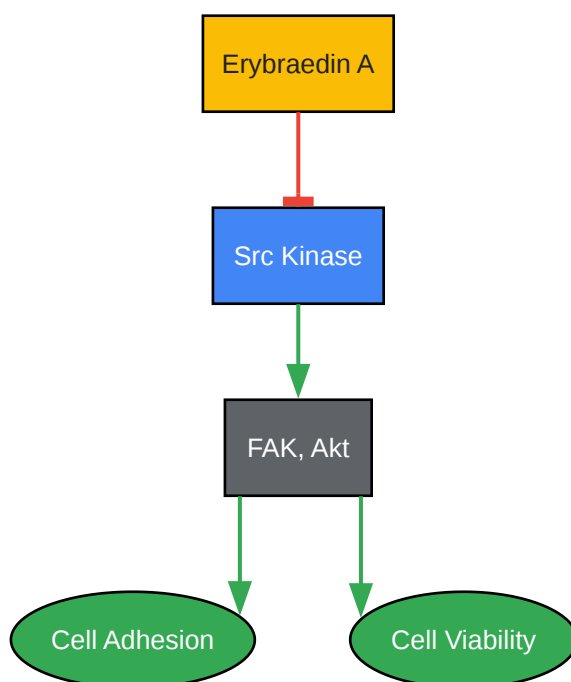 Erybraedin A
Src Kinase
FAK, Akt
Cell Adhesion
Cell Viability